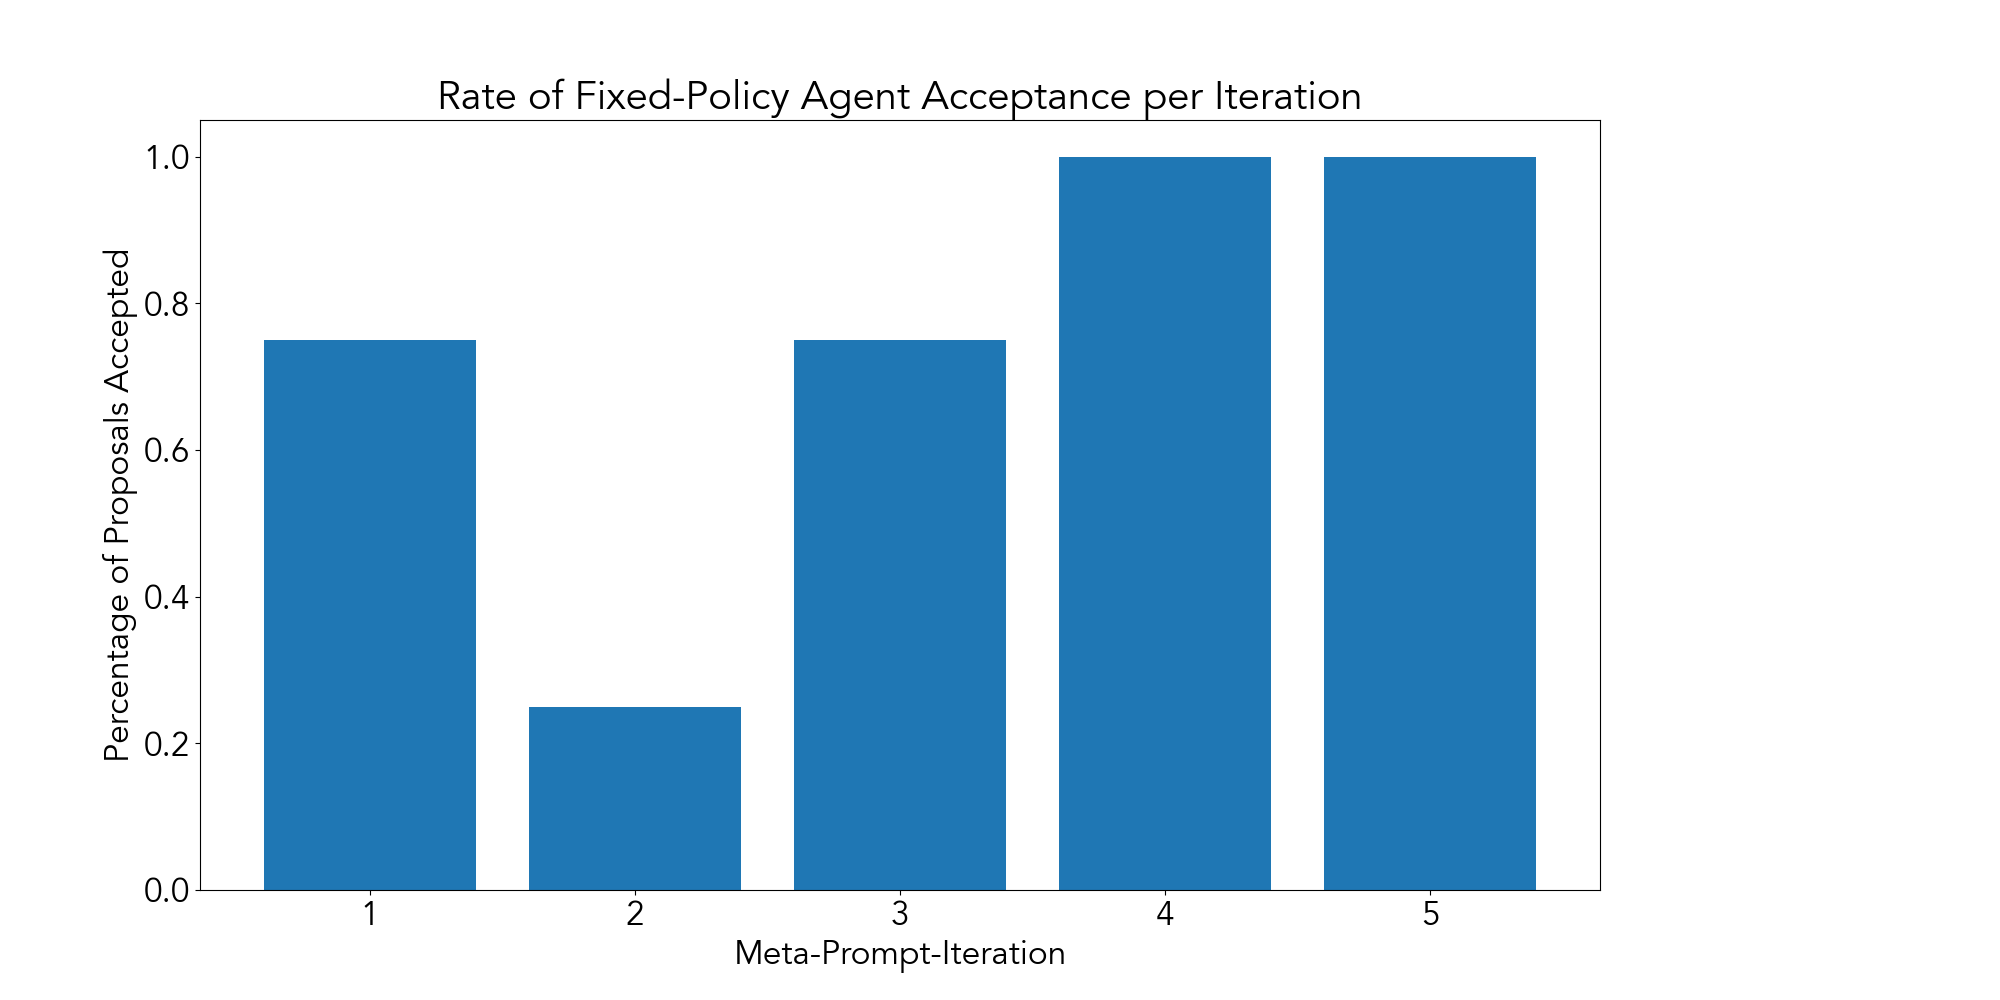 Rate of Fixed-Policy Agent Acceptance per Iteration
Percentage of Proposals Accepted
1.0
0.8
0.6
0.4
0.2
0.0
1 2 3 4 5
Meta-Prompt-Iteration